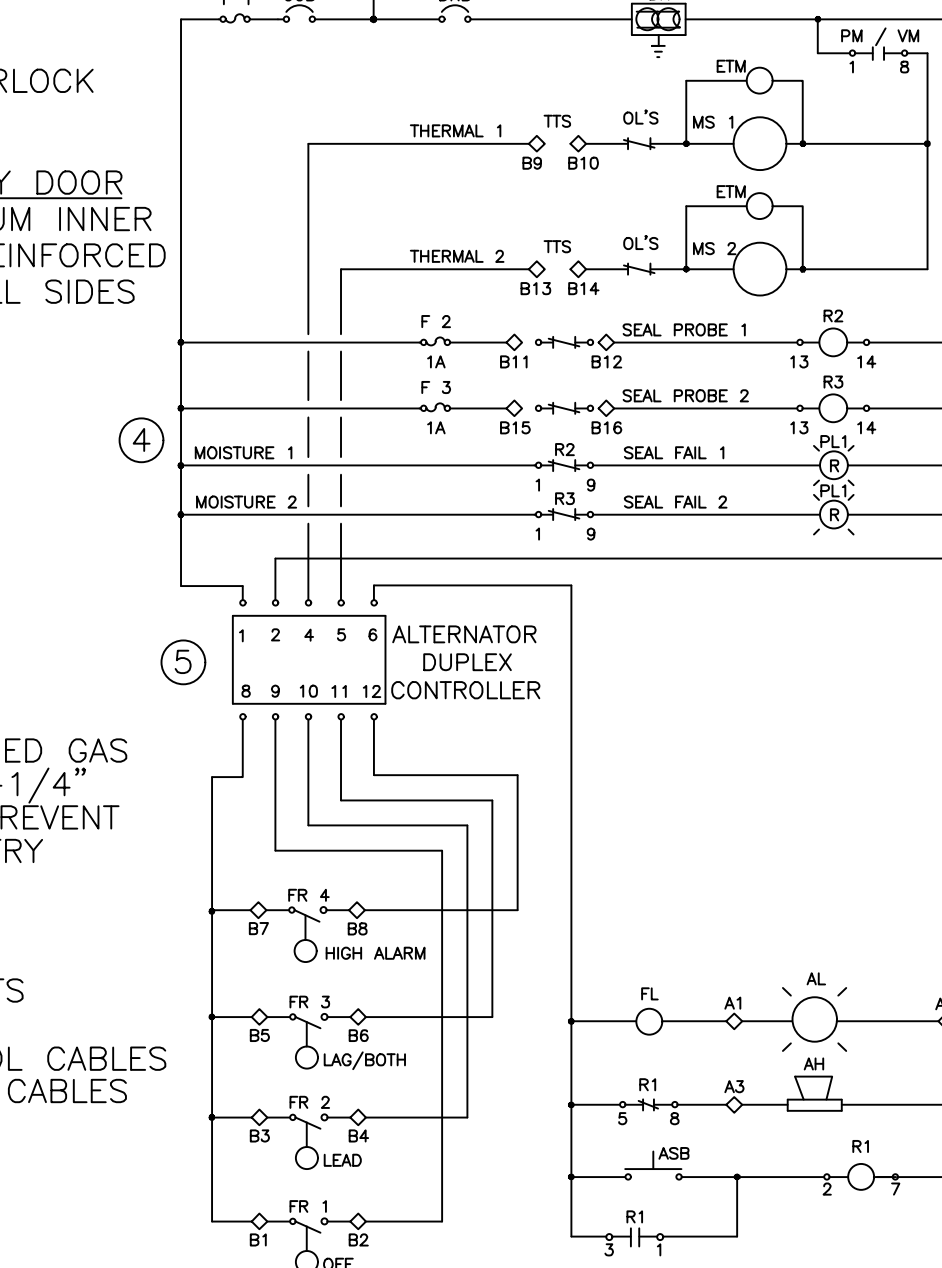 PM VM
1 8
RLOCK
ETM
THERMAL 1 TTS OL'S MS 1
B9 B10
Y DOOR
UM INNER
EINFORCED
LL SIDES
ETM
THERMAL 2 TTS OL'S MS 2
B13 B14
F 2 SEAL PROBE 1 R2
1A B11 B12 13 14
F 3 SEAL PROBE 2 R3
1A B15 B16 13 14
4
MOISTURE 1 R2 SEAL FAIL 1 PL1
R
1 9
MOISTURE 2 R3 SEAL FAIL 2 PL1
R
1 9
1 2 4 5 6
8 9 10 11 12
5
ALTERNATOR
DUPLEX
CONTROLLER
ED GAS
-1/4"
REVENT
TRY
FR 4
B7 B8
HIGH ALARM
TS
FR 3
B5 B6
LAG/BOTH
OL CABLES
CABLES
FR 2
B3 B4
LEAD
FR 1
B1 B2
OFF
FL A1 AL
R1 A3 AH
5 8
ASB R1
2 7
R1
3 1